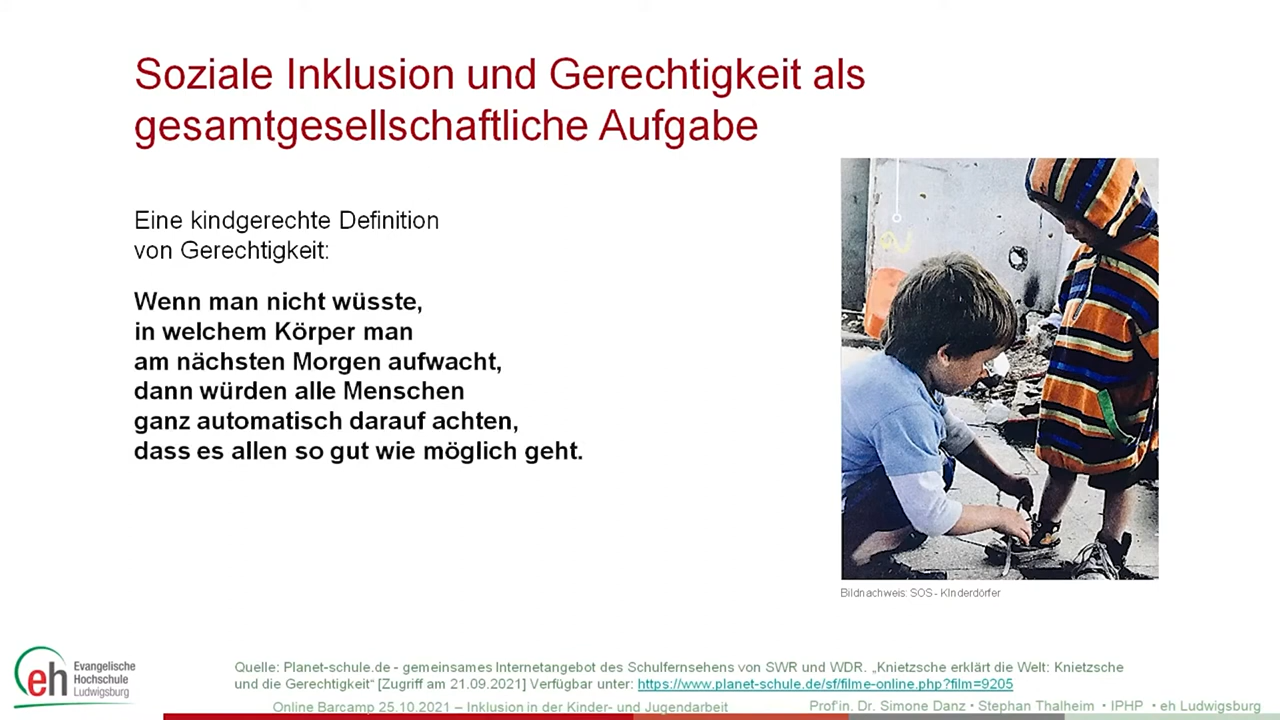 Soziale Inklusion und Gerechtigkeit als
gesamtgesellschaftliche Aufgabe
Eine kindgerechte Definition
von Gerechtigkeit:
Wenn man nicht wüsste,
in welchem Körper man
am nächsten Morgen aufwacht,
dann würden alle Menschen
ganz automatisch darauf achten,
dass es allen so gut wie möglich geht.
Bildnachweis: SOS - KInderdörfer
eh Evangelische
Hochschule
Ludwigsburg
Quelle: Planet-schule.de - gemeinsames Internetangebot des Schulfernsehens von SWR und WDR. „Knietzsche erklärt die Welt: Knietzsche
und die Gerechtigkeit“ [Zugriff am 21.09.2021] Verfügbar unter: https://www.planet-schule.de/sf/filme-online.php?film=9205
Online Barcamp 25.10.2021 – Inklusion in der Kinder- und Jugendarbeit
Prof'in. Dr. Simone Danz • Stephan Thalheim • IPHP • eh Ludwigsburg